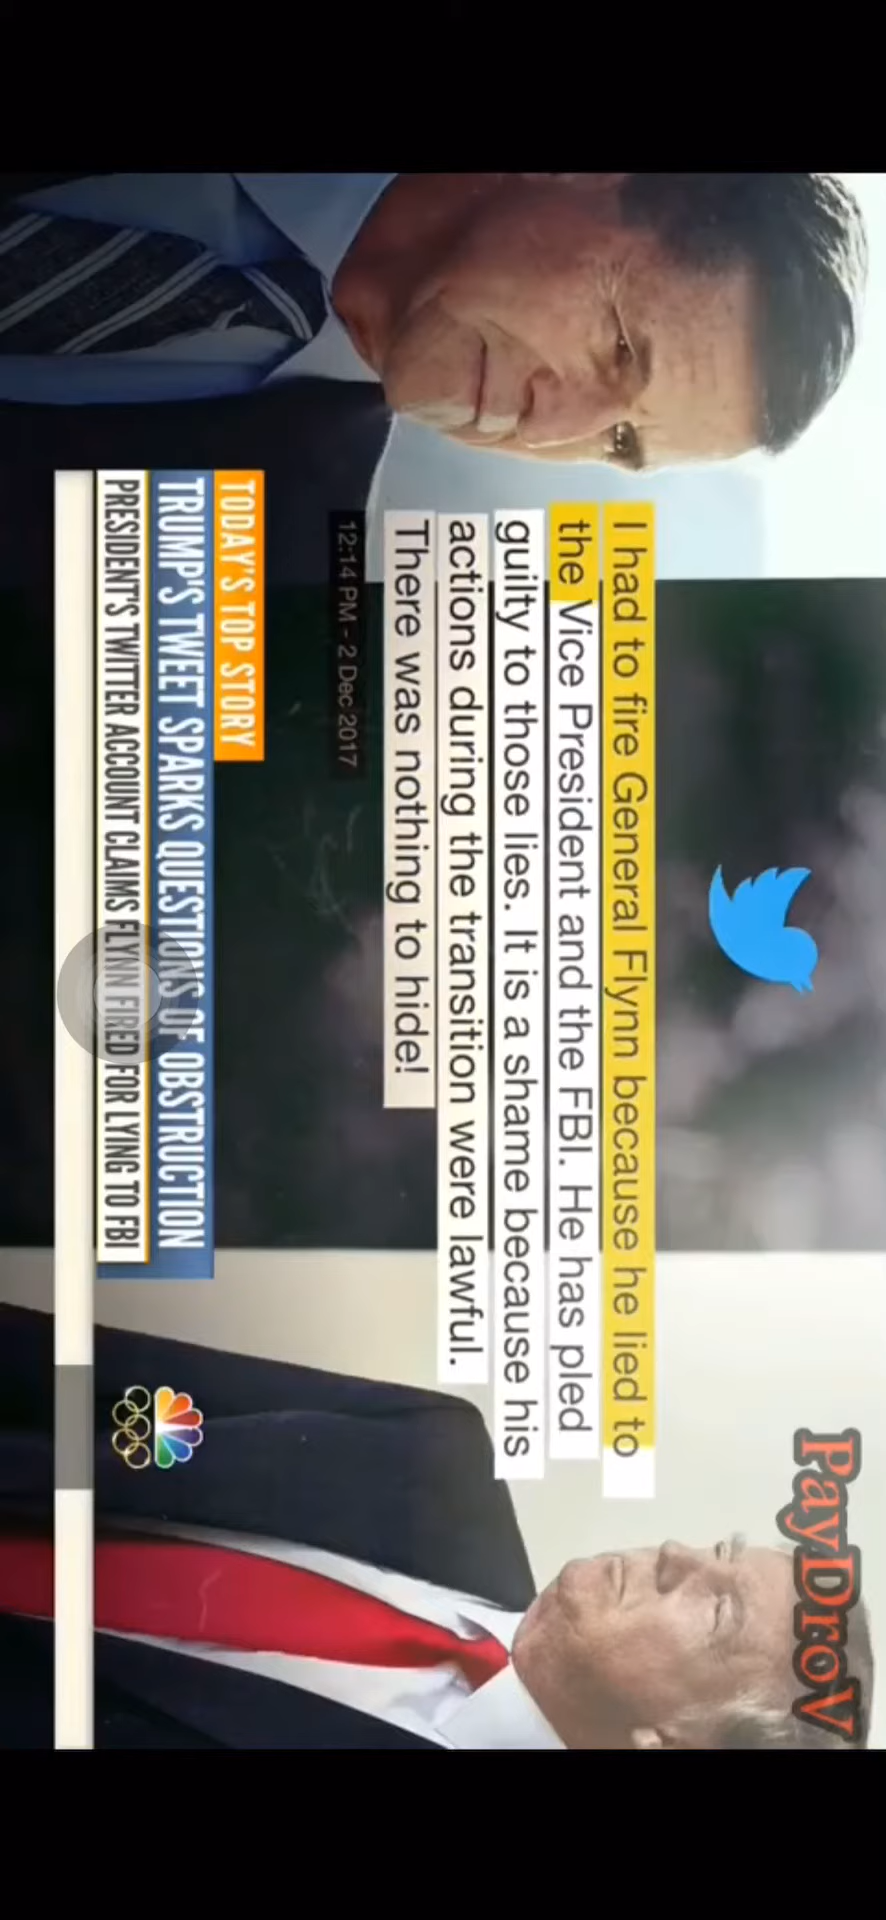 PayDroV
I had to fire General Flynn because he lied to
the Vice President and the FBI. He has pled
guilty to those lies. It is a shame because his
actions during the transition were lawful.
There was nothing to hide!
12:14 PM - 2 Dec 2017
TODAY'S TOP STORY
TRUMP'S TWEET SPARKS QUESTIONS OF OBSTRUCTION
PRESIDENT'S TWITTER ACCOUNT CLAIMS FLYNN FIRED FOR LYING TO FBI